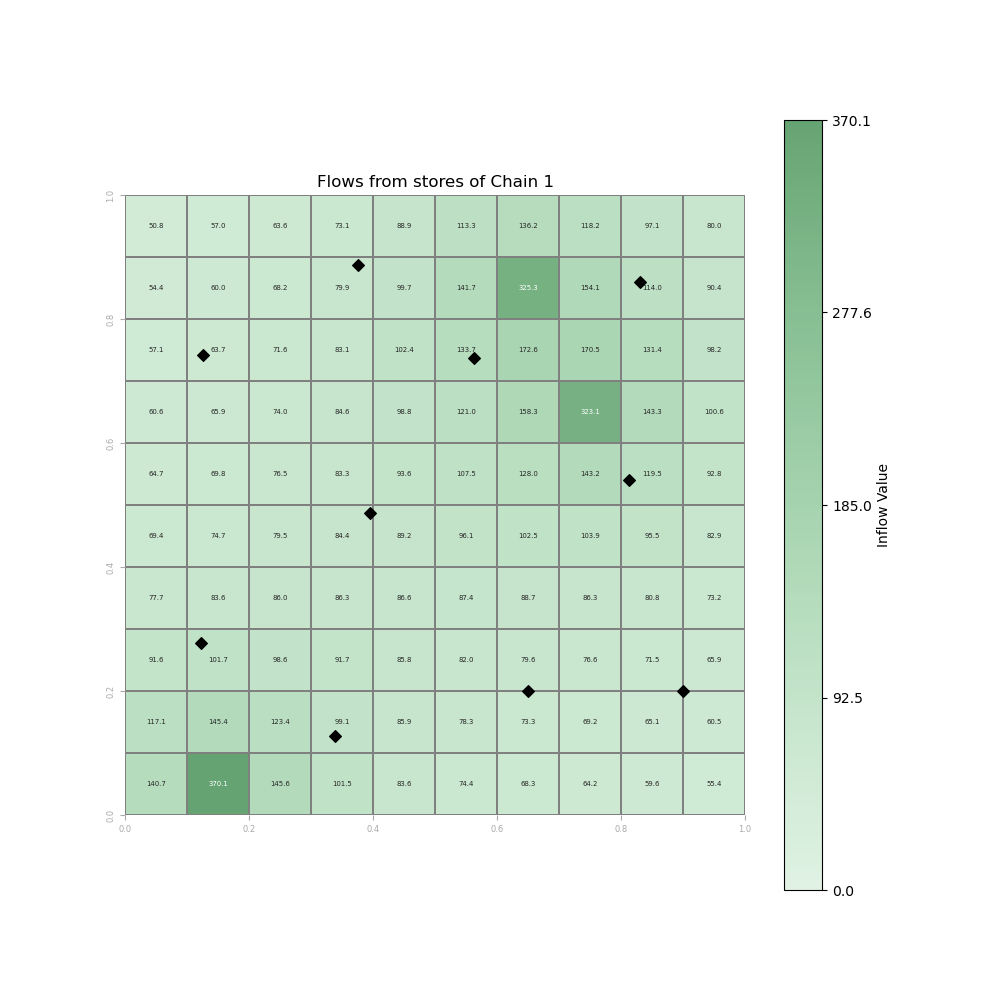 Flows from stores of Chain 1
1.0
50.8 57.0 63.6 73.1 88.9 113.3 136.2 118.2 97.1 80.0
54.4 60.0 68.2 79.9 99.7 141.7 325.3 154.1 114.0 90.4
0.8
57.1 63.7 71.6 83.1 102.4 133.7 172.6 170.5 131.4 98.2
60.6 65.9 74.0 84.6 98.8 121.0 158.3 323.1 143.3 100.6
0.6
64.7 69.8 76.5 83.3 93.6 107.5 128.0 143.2 119.5 92.8
69.4 74.7 79.5 84.4 89.2 96.1 102.5 103.9 95.5 82.9
0.4
77.7 83.6 86.0 86.3 86.6 87.4 88.7 86.3 80.8 73.2
91.6 101.7 98.6 91.7 85.8 82.0 79.6 76.6 71.5 65.9
0.2
117.1 145.4 123.4 99.1 85.9 78.3 73.3 69.2 65.1 60.5
140.7 370.1 145.6 101.5 83.6 74.4 68.3 64.2 59.6 55.4
0.0
0.0 0.2 0.4 0.6 0.8 1.0
370.1
277.6
185.0
92.5
0.0
Inflow Value